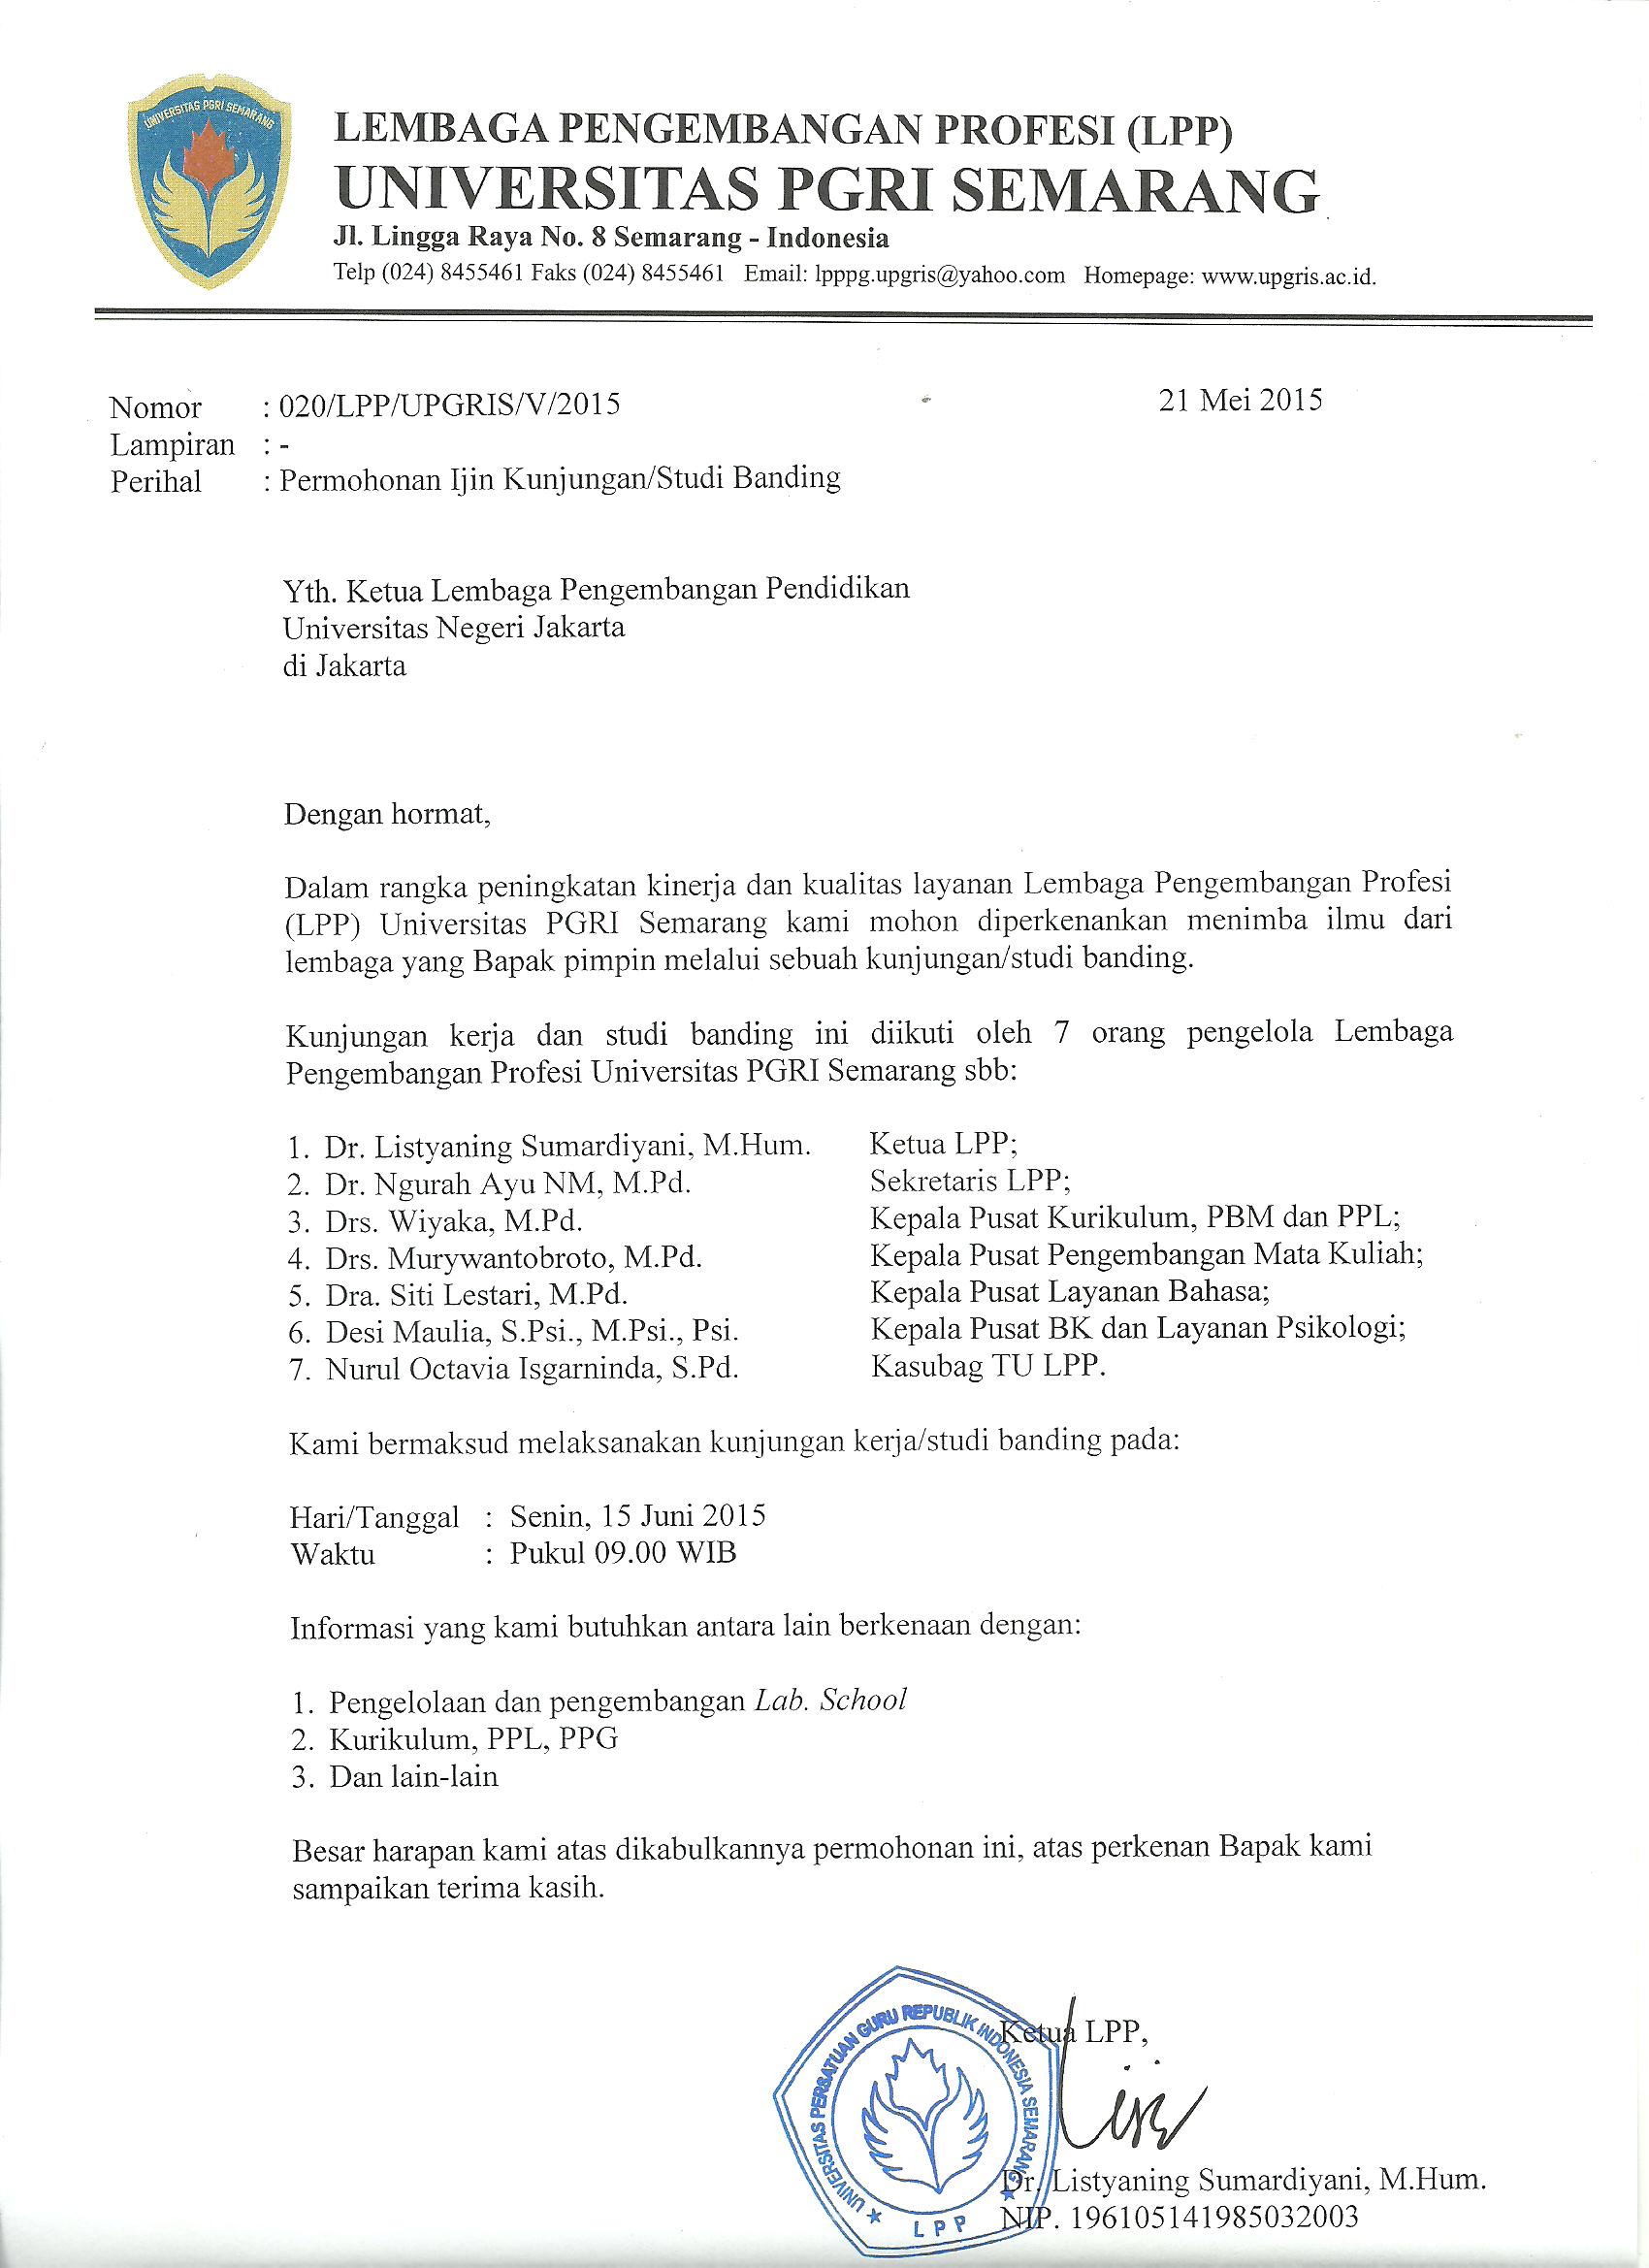 UNIVERSITAS PGRI SEMARANG
LEMBAGA PENGEMBANGAN PROFESI (LPP)
UNIVERSITAS PGRI SEMARANG
Jl. Lingga Raya No. 8 Semarang - Indonesia
Telp (024) 8455461 Faks (024) 8455461 Email: lpppg.upgris@yahoo.com Homepage: www.upgris.ac.id.
Nomor : 020/LPP/UPGRIS/V/2015 21 Mei 2015
Lampiran : -
Perihal : Permohonan Ijin Kunjungan/Studi Banding
Yth. Ketua Lembaga Pengembangan Pendidikan
Universitas Negeri Jakarta
di Jakarta
Dengan hormat,
Dalam rangka peningkatan kinerja dan kualitas layanan Lembaga Pengembangan Profesi
(LPP) Universitas PGRI Semarang kami mohon diperkenankan menimba ilmu dari
lembaga yang Bapak pimpin melalui sebuah kunjungan/studi banding.
Kunjungan kerja dan studi banding ini diikuti oleh 7 orang pengelola Lembaga
Pengembangan Profesi Universitas PGRI Semarang sbb:
1. Dr. Listyaning Sumardiyani, M.Hum. Ketua LPP;
2. Dr. Ngurah Ayu NM, M.Pd. Sekretaris LPP;
3. Drs. Wiyaka, M.Pd. Kepala Pusat Kurikulum, PBM dan PPL;
4. Drs. Murywantobroto, M.Pd. Kepala Pusat Pengembangan Mata Kuliah;
5. Dra. Siti Lestari, M.Pd. Kepala Pusat Layanan Bahasa;
6. Desi Maulia, S.Psi., M.Psi., Psi. Kepala Pusat BK dan Layanan Psikologi;
7. Nurul Octavia Isgarninda, S.Pd. Kasubag TU LPP.
Kami bermaksud melaksanakan kunjungan kerja/studi banding pada:
Hari/Tanggal : Senin, 15 Juni 2015
Waktu : Pukul 09.00 WIB
Informasi yang kami butuhkan antara lain berkenaan dengan:
1. Pengelolaan dan pengembangan Lab. School
2. Kurikulum, PPL, PPG
3. Dan lain-lain
Besar harapan kami atas dikabulkannya permohonan ini, atas perkenan Bapak kami
sampaikan terima kasih.
Ketua LPP,
UNIVERSITAS PERSATUAN GURU REPUBLIK INDONESIA SEMARANG
LPP
Dr. Listyaning Sumardiyani, M.Hum.
NIP. 196105141985032003